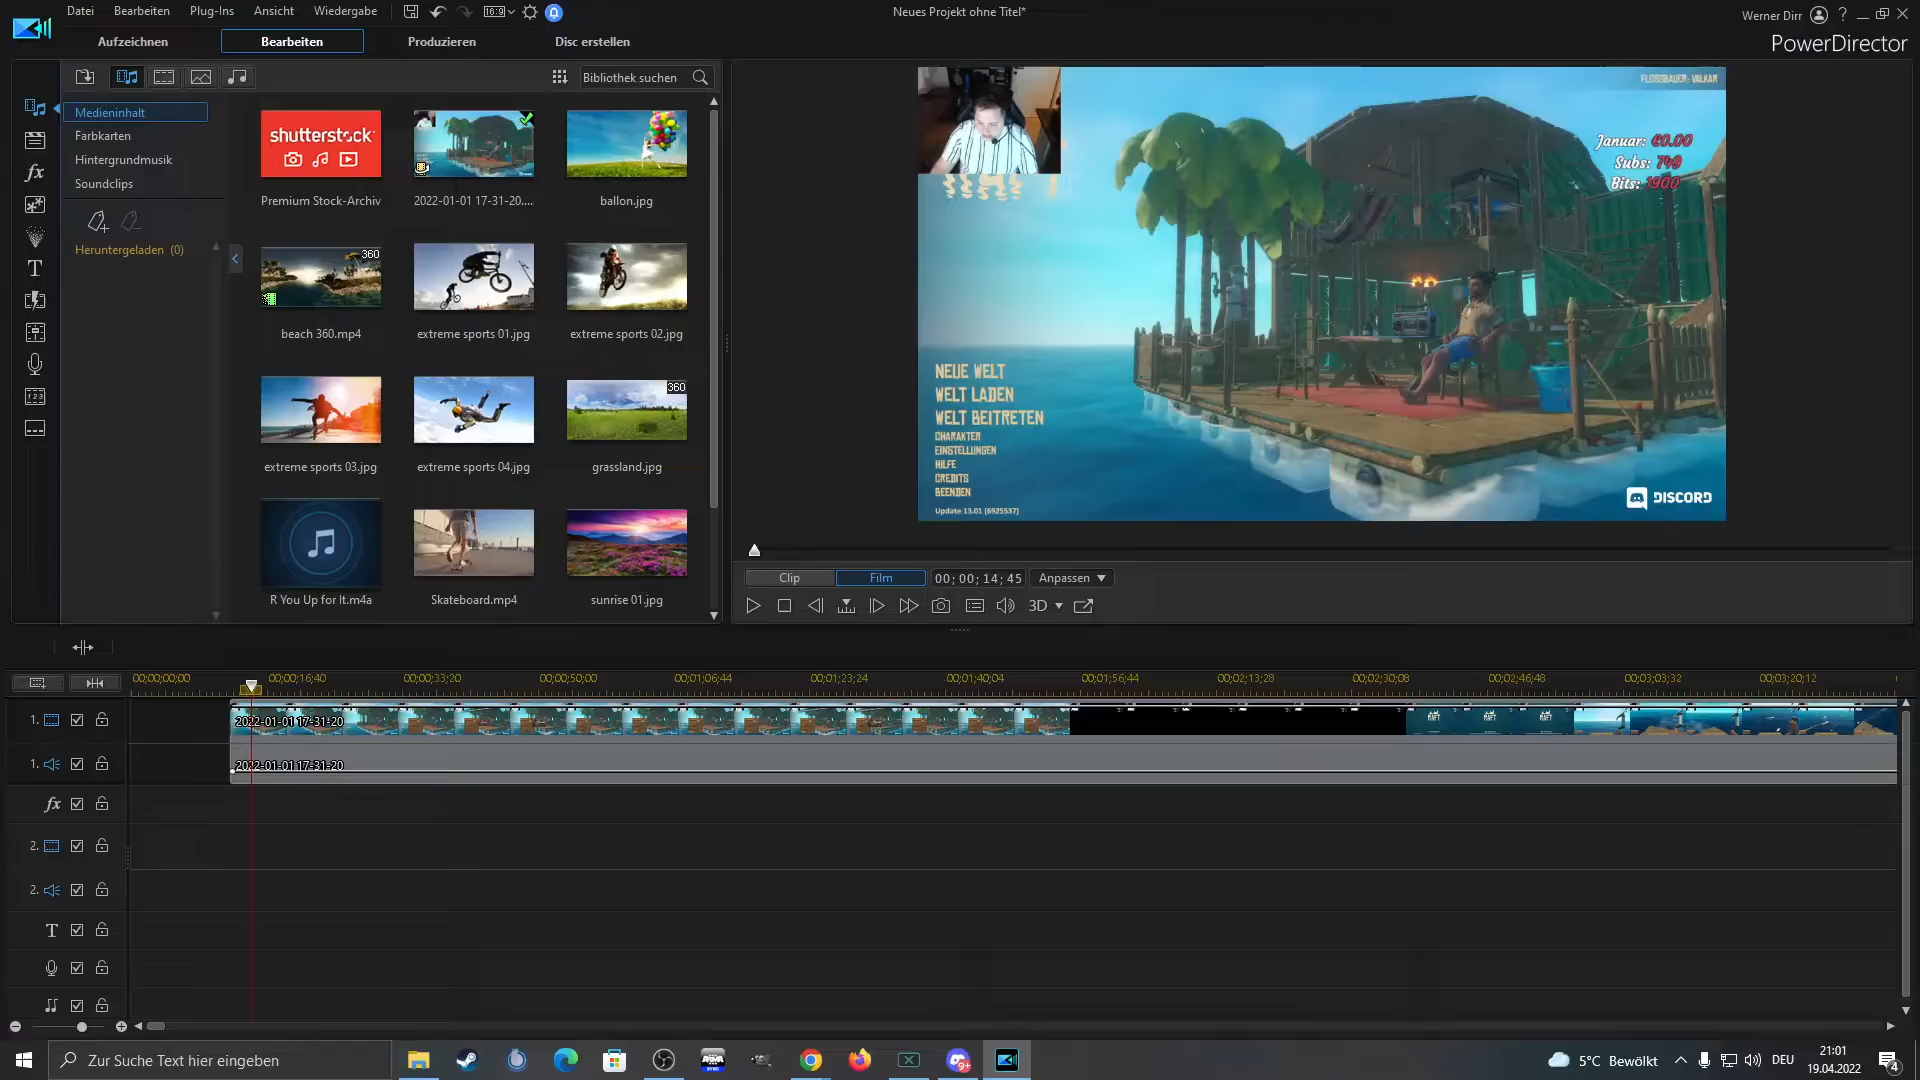 Datei Bearbeiten Plug-Ins Ansicht Wiedergabe 16:9 Neues Projekt ohne Titel* Werner Dirr ?
Aufzeichnen Bearbeiten Produzieren Disc erstellen PowerDirector
Bibliothek suchen
Medieninhalt
Farbkarten
Hintergrundmusik
Soundclips
Heruntergeladen (0)
shutterstock
Premium Stock-Archiv 2022-01-01 17-31-20.... ballon.jpg
360
beach 360.mp4 extreme sports 01.jpg extreme sports 02.jpg
360
extreme sports 03.jpg extreme sports 04.jpg grassland.jpg
R You Up for It.m4a Skateboard.mp4 sunrise 01.jpg
fx
T
123
FLOSSBAUER: VALKAR
Januar: €0.00
Subs: 749
Bits: 1900
NEUE WELT
WELT LADEN
WELT BEITRETEN
CHARAKTER
EINSTELLUNGEN
HILFE
CREDITS
BEENDEN
Update 13.01 (6925537)
DISCORD
Clip Film 00; 00; 14; 45 Anpassen
3D
00;00;00;00 00;00;16;40 00;00;33;20 00;00;50;00 00;01;06;44 00;01;23;24 00;01;40;04 00;01;56;44 00;02;13;28 00;02;30;08 00;02;46;48 00;03;03;32 00;03;20;12
1. 2022-01-01 17-31-20
1. 2022-01-01 17-31-20
fx
2.
2.
T
Zur Suche Text hier eingeben 9+ 5°C Bewölkt DEU 21:01
19.04.2022 4